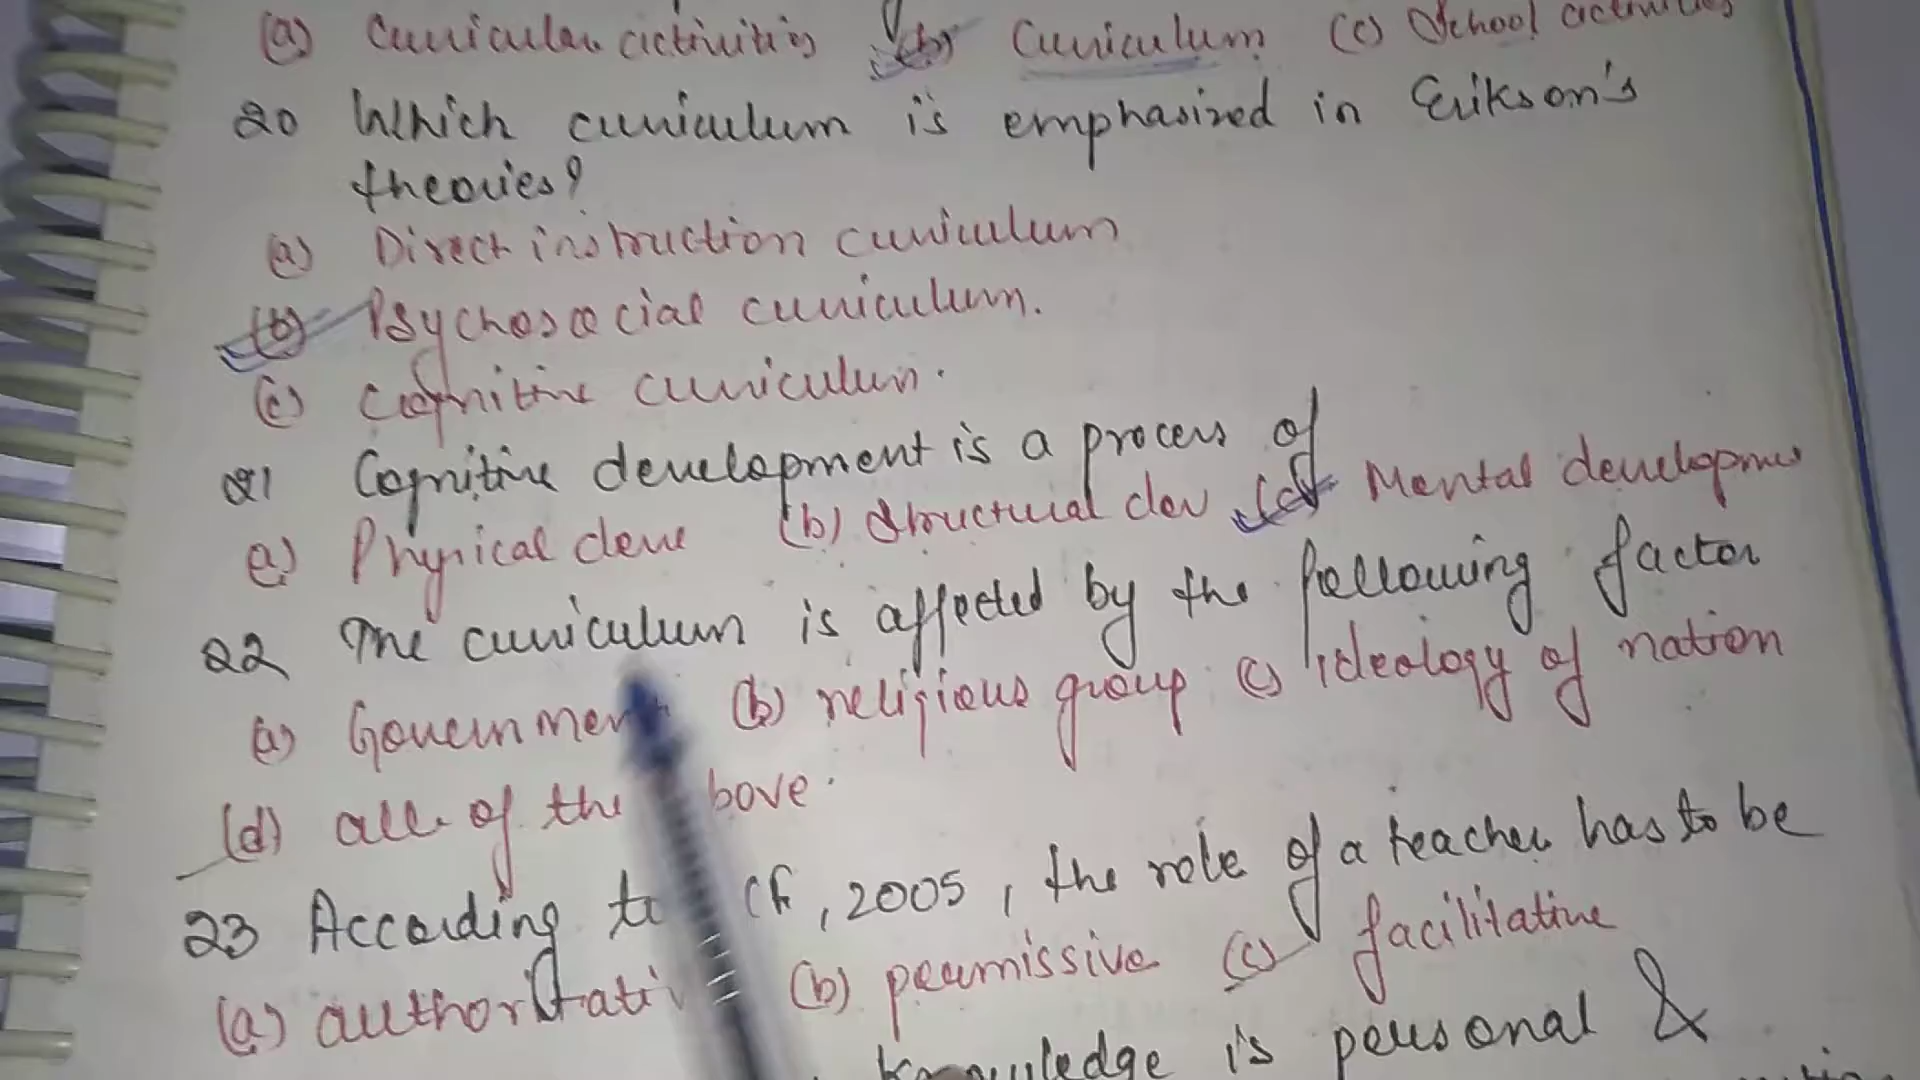 (a) Curricular activities (b) Curriculum (c) School activities
20 Which curriculum is emphasized in Erikson's
theories?
(a) Direct instruction curriculum
(b) Psychosocial curriculum.
(c) Cognitive curriculum.
21 Cognitive development is a process of
a) Physical deve (b) Structural dev (c) Mental developme
22 The curriculum is affected by the following factor
(a) Government (b) religious group (c) ideology of nation
(d) all of the bove.
23 According to CF, 2005, the role of a teacher has to be
(a) authoritati (b) permissive (c) facilitative
knowledge is personal &